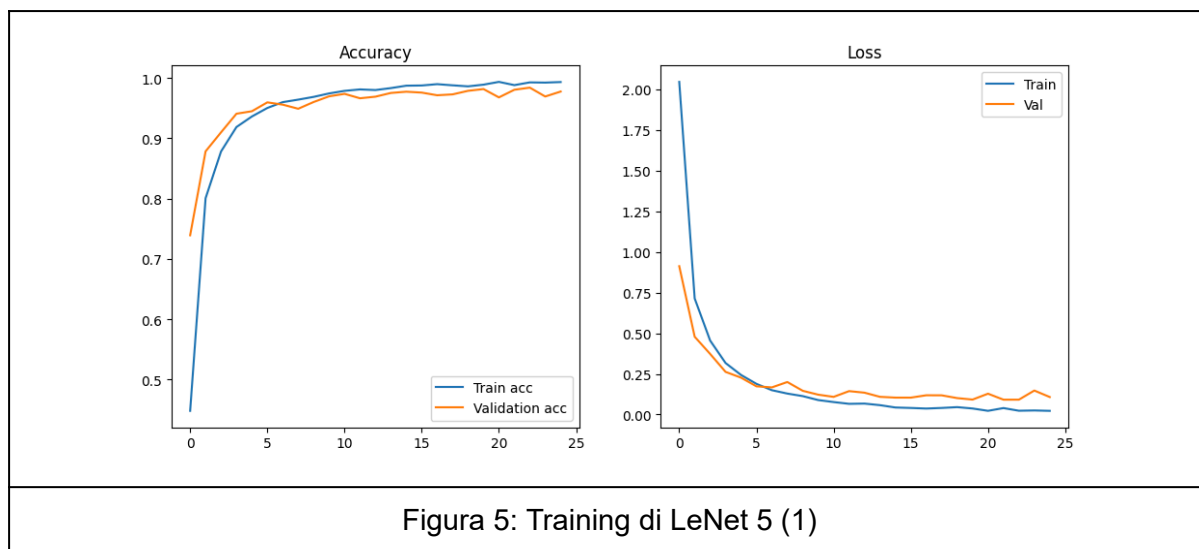 Accuracy
1.0
0.9
0.8
0.7
0.6
0.5
0 5 10 15 20 25
Train acc
Validation acc
Loss
2.00
1.75
1.50
1.25
1.00
0.75
0.50
0.25
0.00
0 5 10 15 20 25
Train
Val
Figura 5: Training di LeNet 5 (1)